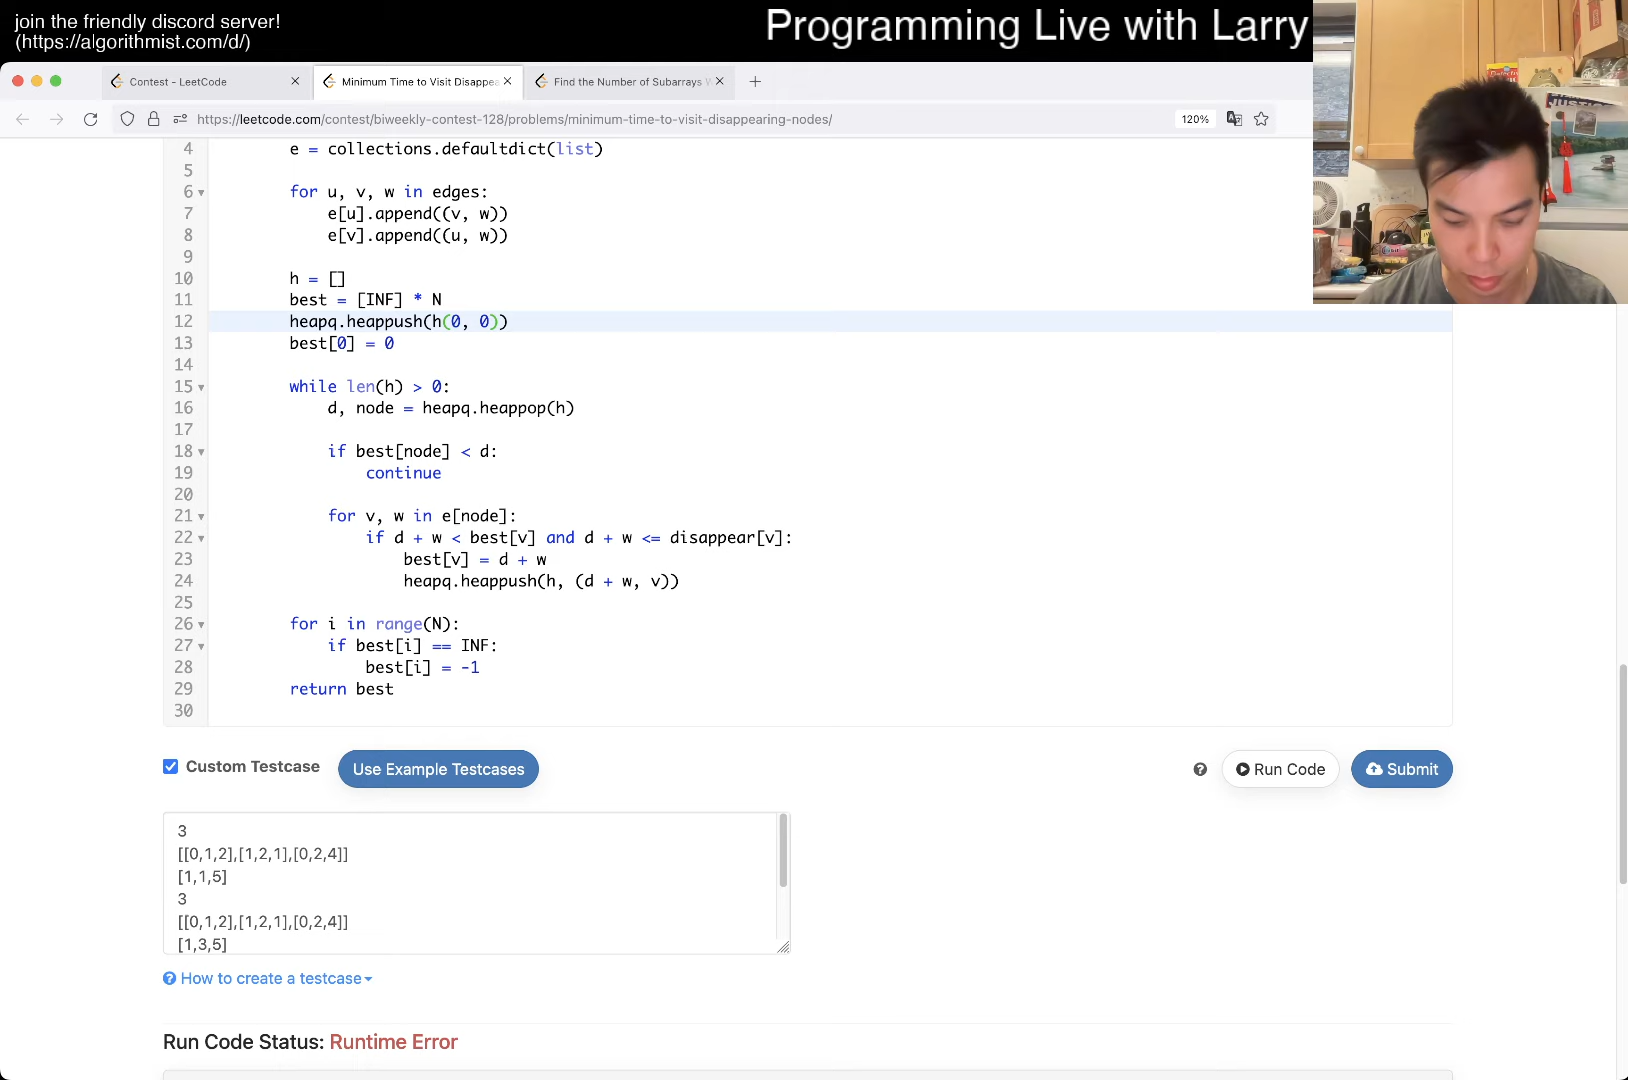 join the friendly discord server!
(https://algorithmist.com/d/)
Programming Live with Larry
Contest - LeetCode
Minimum Time to Visit Disappea
Find the Number of Subarrays W
https://leetcode.com/contest/biweekly-contest-128/problems/minimum-time-to-visit-disappearing-nodes/
120%
4 e = collections.defaultdict(list)
5
6 for u, v, w in edges:
7 e[u].append((v, w))
8 e[v].append((u, w))
9
10 h = []
11 best = [INF] * N
12 heapq.heappush(h(0, 0))
13 best[0] = 0
14
15 while len(h) > 0:
16 d, node = heapq.heappop(h)
17
18 if best[node] < d:
19 continue
20
21 for v, w in e[node]:
22 if d + w < best[v] and d + w <= disappear[v]:
23 best[v] = d + w
24 heapq.heappush(h, (d + w, v))
25
26 for i in range(N):
27 if best[i] == INF:
28 best[i] = -1
29 return best
30
Custom Testcase
Use Example Testcases
Run Code
Submit
3
[[0,1,2],[1,2,1],[0,2,4]]
[1,1,5]
3
[[0,1,2],[1,2,1],[0,2,4]]
[1,3,5]
How to create a testcase
Run Code Status: Runtime Error